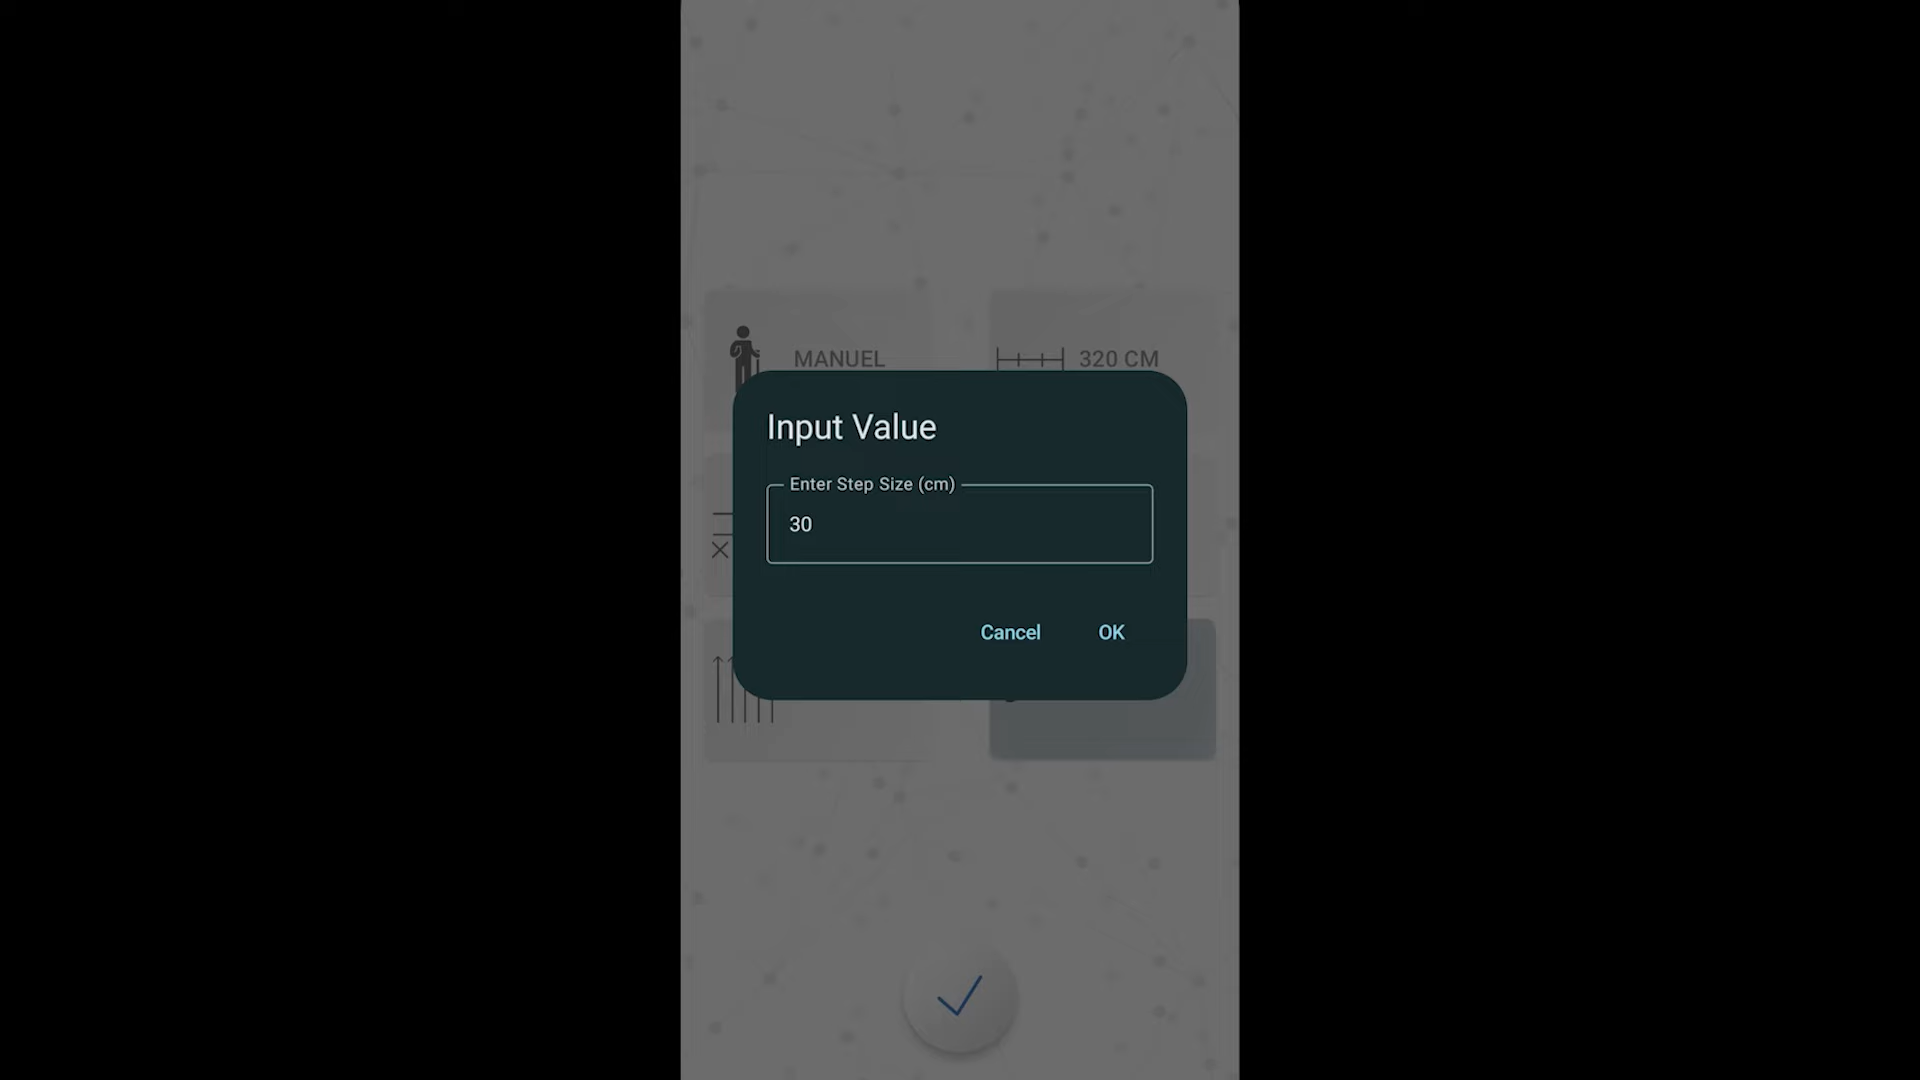 MANUEL
320 CM
Input Value
Enter Step Size (cm)
30
Cancel
OK